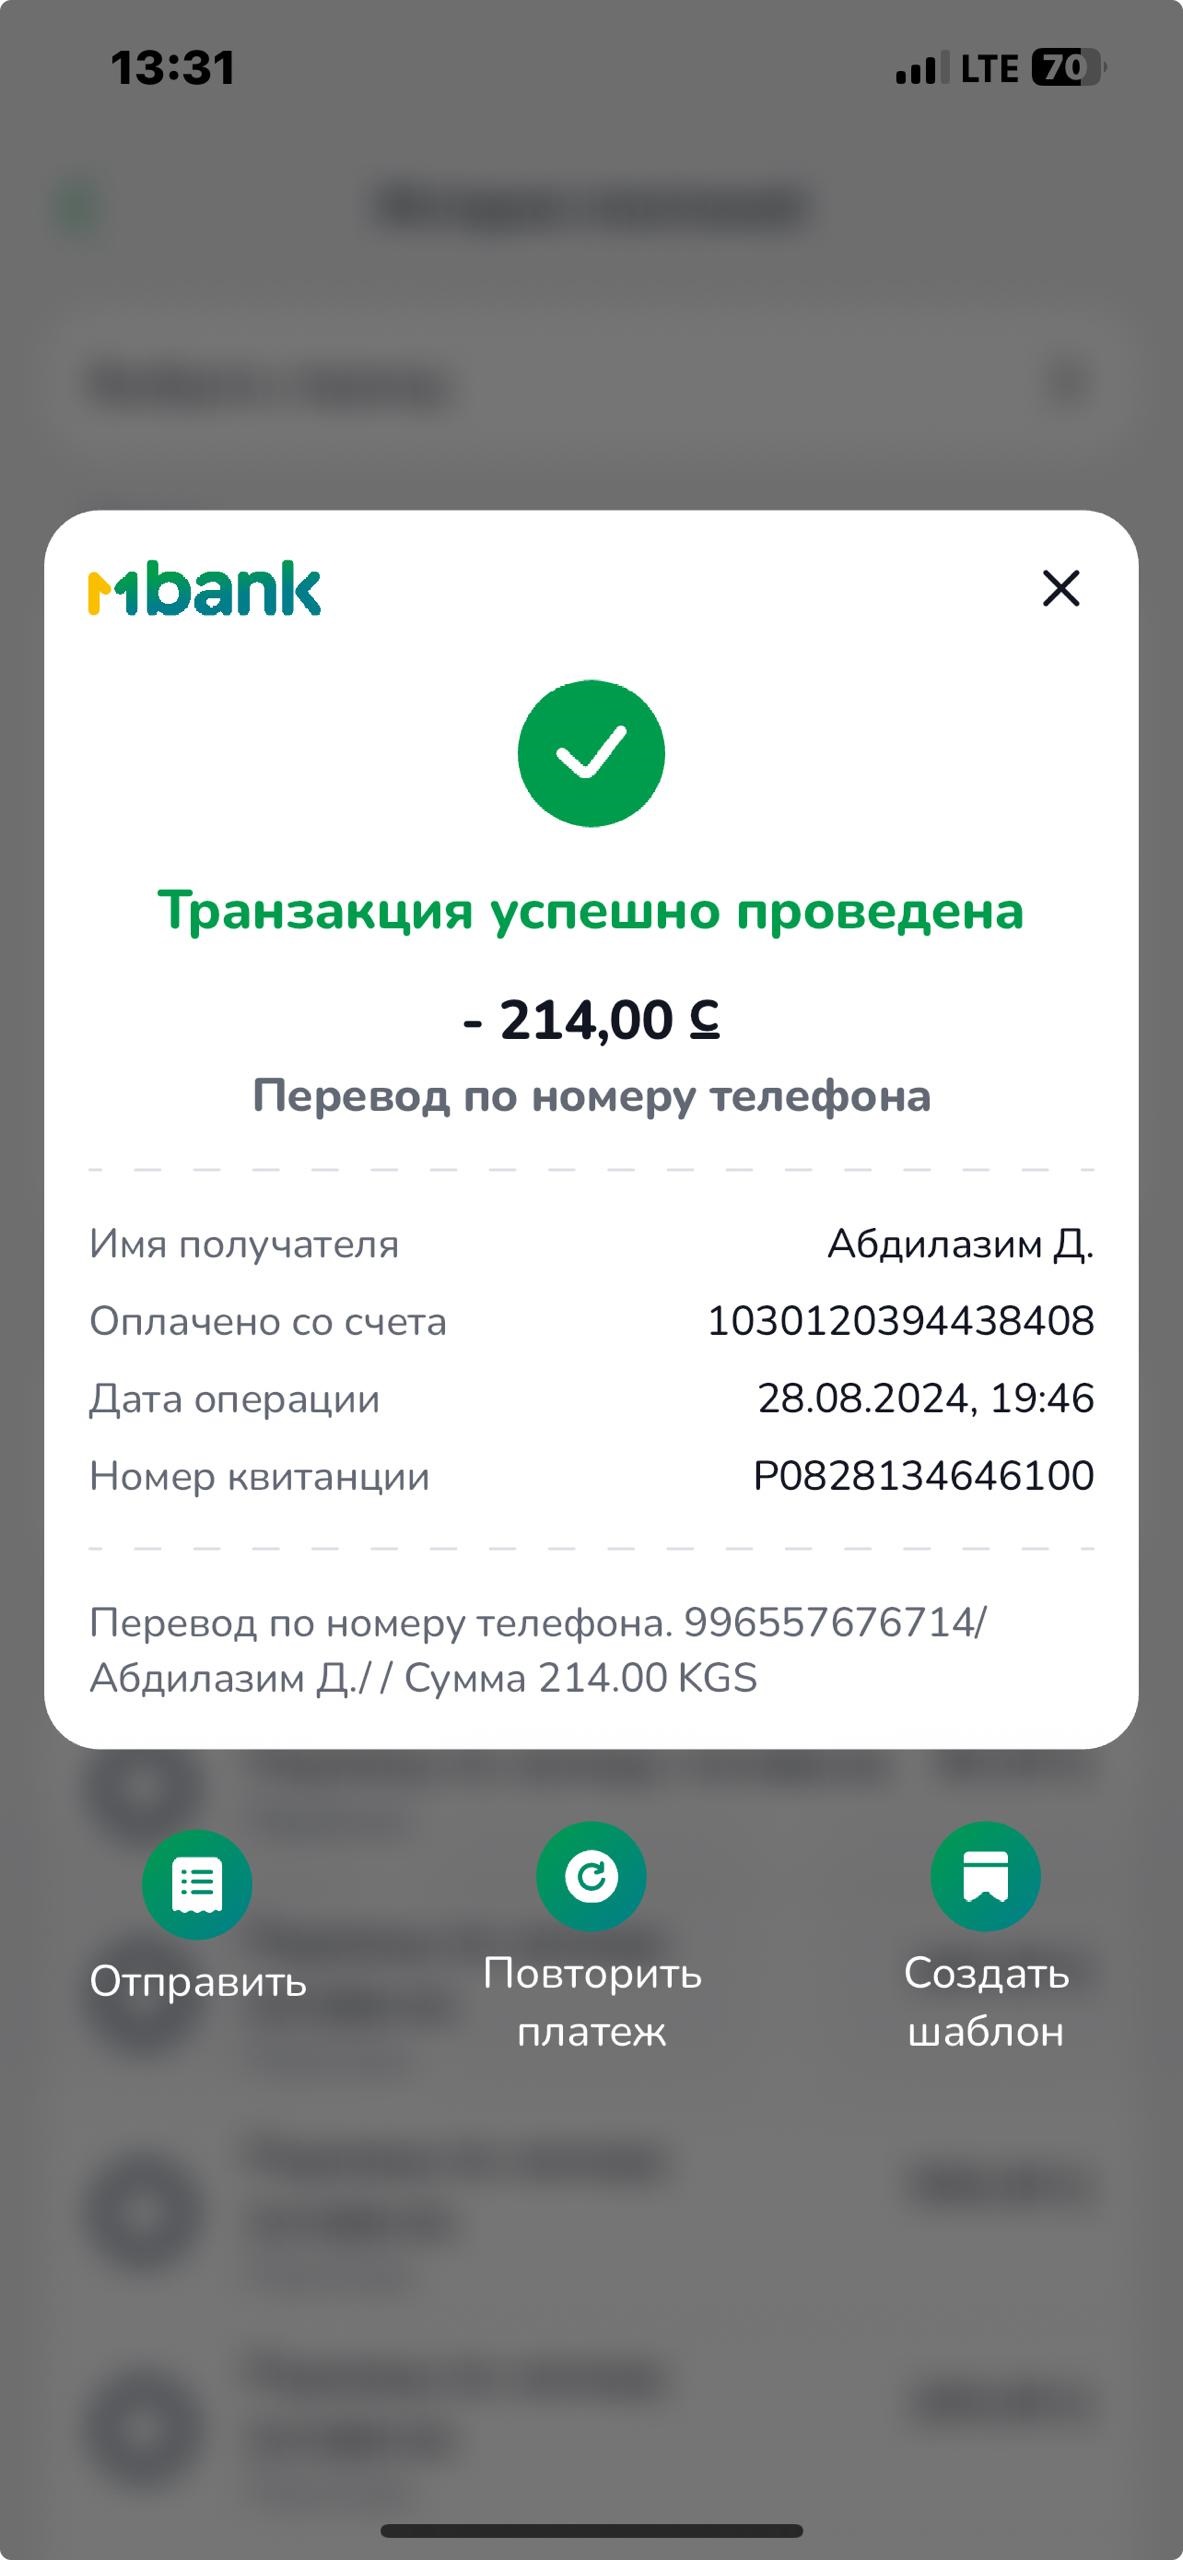 13:31
LTE 70
Mbank
Транзакция успешно проведена
- 214,00 С
Перевод по номеру телефона
Имя получателя Абдилазим Д.
Оплачено со счета 1030120394438408
Дата операции 28.08.2024, 19:46
Номер квитанции P0828134646100
Перевод по номеру телефона. 996557676714/
Абдилазим Д./ / Сумма 214.00 KGS
Отправить
Повторить
платеж
Создать
шаблон